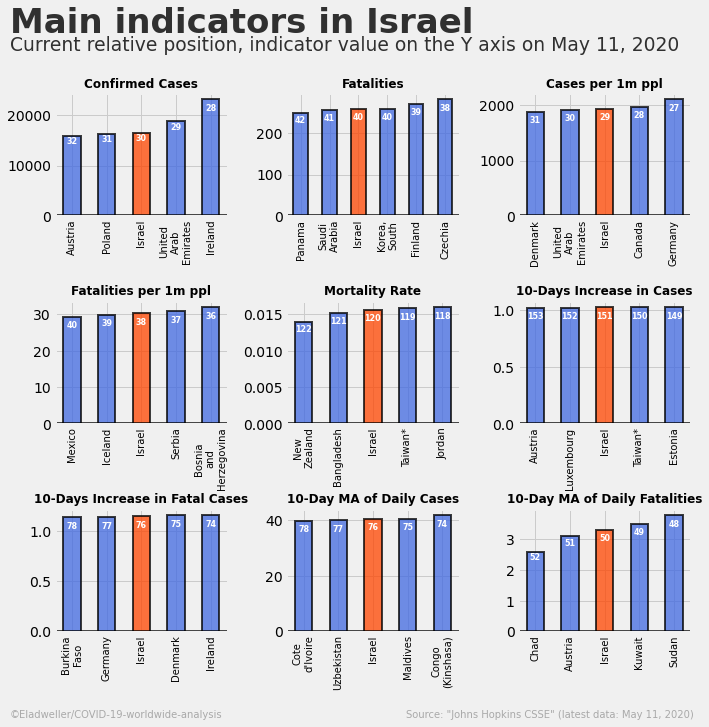 Main indicators in Israel
Current relative position, indicator value on the Y axis on May 11, 2020
Confirmed Cases
20000
10000
0
32
31
30
29
28
Austria
Poland
Israel
United
Arab
Emirates
Ireland
Fatalities
200
100
0
42
41
40
40
39
38
Panama
Saudi
Arabia
Israel
Korea,
South
Finland
Czechia
Cases per 1m ppl
2000
1000
0
31
30
29
28
27
Denmark
United
Arab
Emirates
Israel
Canada
Germany
Fatalities per 1m ppl
30
20
10
0
40
39
38
37
36
Mexico
Iceland
Israel
Serbia
Bosnia
and
Herzegovina
Mortality Rate
0.015
0.010
0.005
0.000
122
121
120
119
118
New
Zealand
Bangladesh
Israel
Taiwan*
Jordan
10-Days Increase in Cases
1.0
0.5
0.0
153
152
151
150
149
Austria
Luxembourg
Israel
Taiwan*
Estonia
10-Days Increase in Fatal Cases
1.0
0.5
0.0
78
77
76
75
74
Burkina
Faso
Germany
Israel
Denmark
Ireland
10-Day MA of Daily Cases
40
20
0
78
77
76
75
74
Cote
d'Ivoire
Uzbekistan
Israel
Maldives
Congo
(Kinshasa)
10-Day MA of Daily Fatalities
3
2
1
0
52
51
50
49
48
Chad
Austria
Israel
Kuwait
Sudan
©Eladweller/COVID-19-worldwide-analysis
Source: "Johns Hopkins CSSE" (latest data: May 11, 2020)